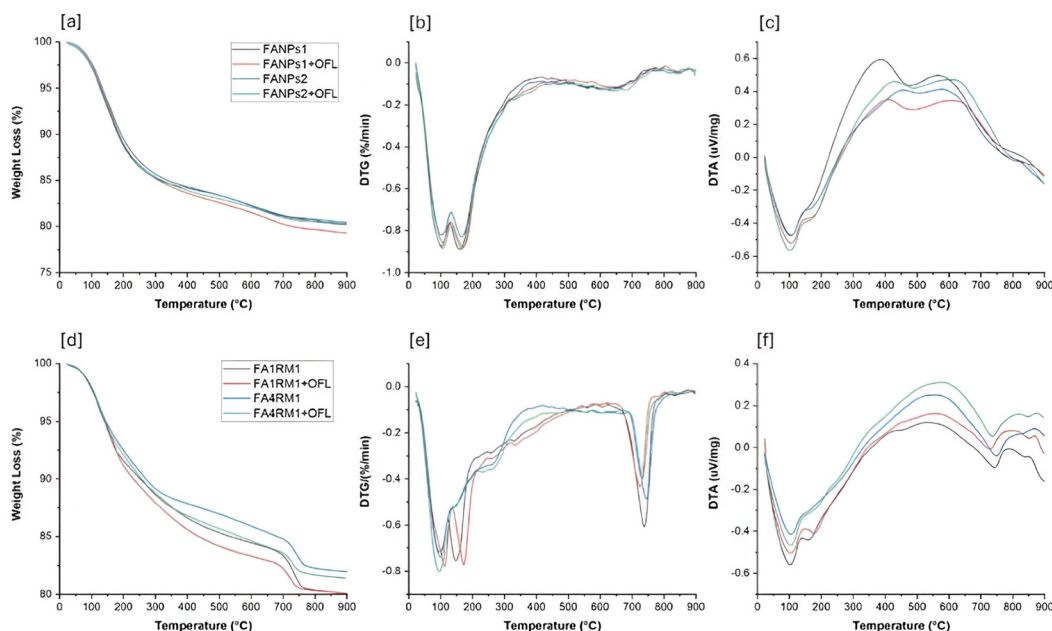 [a]
Weight Loss (%)
100
95
90
85
80
75
FANPs1
FANPs1+OFL
FANPs2
FANPs2+OFL
0 100 200 300 400 500 600 700 800 900
Temperature (°C)
[b]
DTG (%/min)
0.0
-0.2
-0.4
-0.6
-0.8
-1.0
0 100 200 300 400 500 600 700 800 900
Temperature (°C)
[c]
DTA (uV/mg)
0.6
0.4
0.2
0.0
-0.2
-0.4
-0.6
0 100 200 300 400 500 600 700 800 900
Temperature (°C)
[d]
Weight Loss (%)
100
95
90
85
80
FA1RM1
FA1RM1+OFL
FA4RM1
FA4RM1+OFL
0 100 200 300 400 500 600 700 800 900
Temperature (°C)
[e]
DTG/(%/min)
0.0
-0.2
-0.4
-0.6
-0.8
0 100 200 300 400 500 600 700 800 900
Temperature (°C)
[f]
DTA (uV/mg)
0.4
0.2
0.0
-0.2
-0.4
-0.6
0 100 200 300 400 500 600 700 800 900
Temperature (°C)